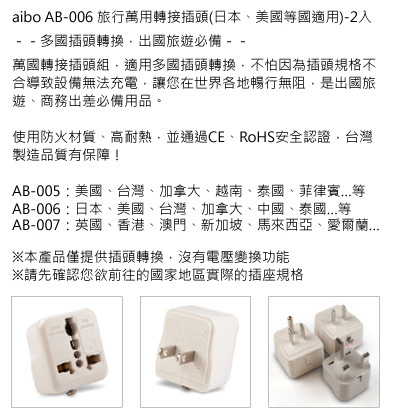 aibo AB-006 旅行萬用轉接插頭(日本、美國等國適用)-2入
－－多國插頭轉換．出國旅遊必備－－
萬國轉接插頭組，適用多國插頭轉換，不怕因為插頭規格不
合導致設備無法充電，讓您在世界各地暢行無阻，是出國旅
遊、商務出差必備用品。
使用防火材質、高耐熱，並通過CE、RoHS安全認證，台灣
製造品質有保障！
AB-005：美國、台灣、加拿大、越南、泰國、菲律賓...等
AB-006：日本、美國、台灣、加拿大、中國、泰國...等
AB-007：英國、香港、澳門、新加坡、馬來西亞、愛爾蘭...
※本產品僅提供插頭轉換，沒有電壓變換功能
※請先確認您欲前往的國家地區實際的插座規格